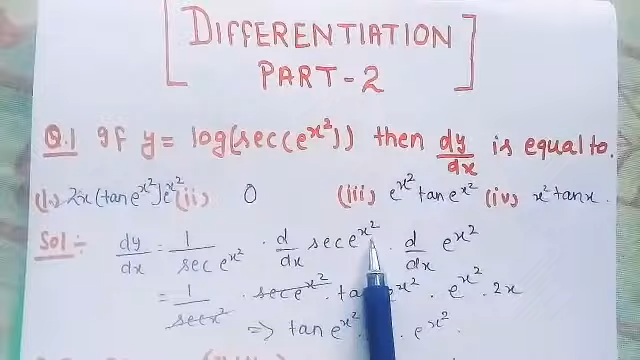 [DIFFERENTIATION
PART-2]
Q.1 If y = log(sec(e^x²)) then dy/dx is equal to.
(i) 2x(tan e^x²)e^x² (ii) 0 (iii) e^x² tan e^x² (iv) x² tan x.
Sol:- dy/dx = 1/sec e^x² · d/dx sec e^x² · d/dx e^x²
= 1/sec x² · sec e^x² · ta e^x² · e^x² · 2x
⇒ tan e^x² · e^x².